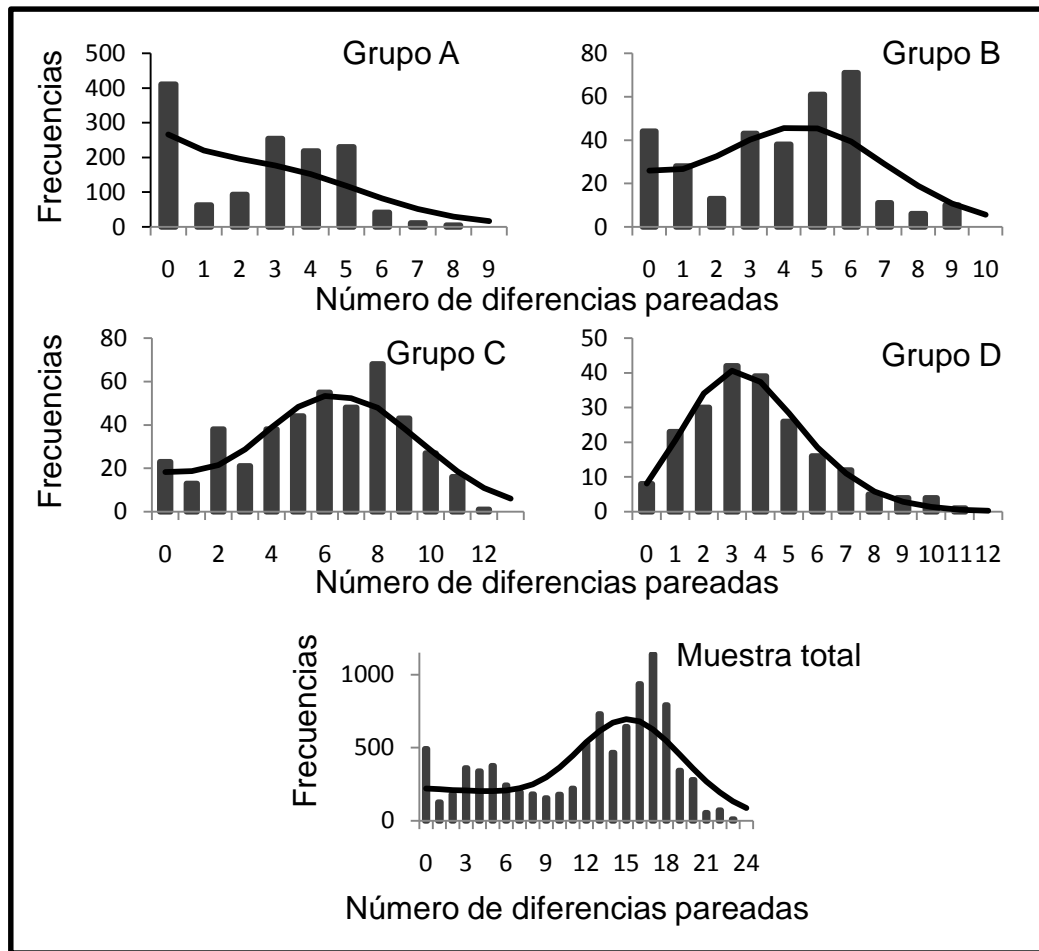 Grupo A
Frecuencias
500
400
300
200
100
0
0 1 2 3 4 5 6 7 8 9
Grupo B
80
60
40
20
0
0 1 2 3 4 5 6 7 8 9 10
Número de diferencias pareadas
Grupo C
Frecuencias
80
60
40
20
0
0 2 4 6 8 10 12
Grupo D
50
40
30
20
10
0
0 1 2 3 4 5 6 7 8 9 10 11 12
Número de diferencias pareadas
Muestra total
Frecuencias
1000
500
0
0 3 6 9 12 15 18 21 24
Número de diferencias pareadas